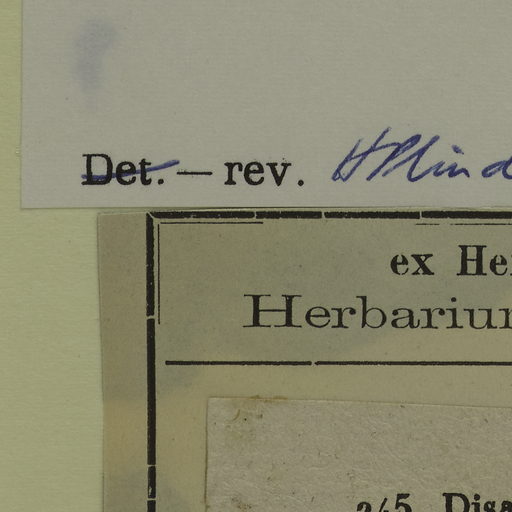 Det. — rev.
ex He
Herbariu
245 Disa